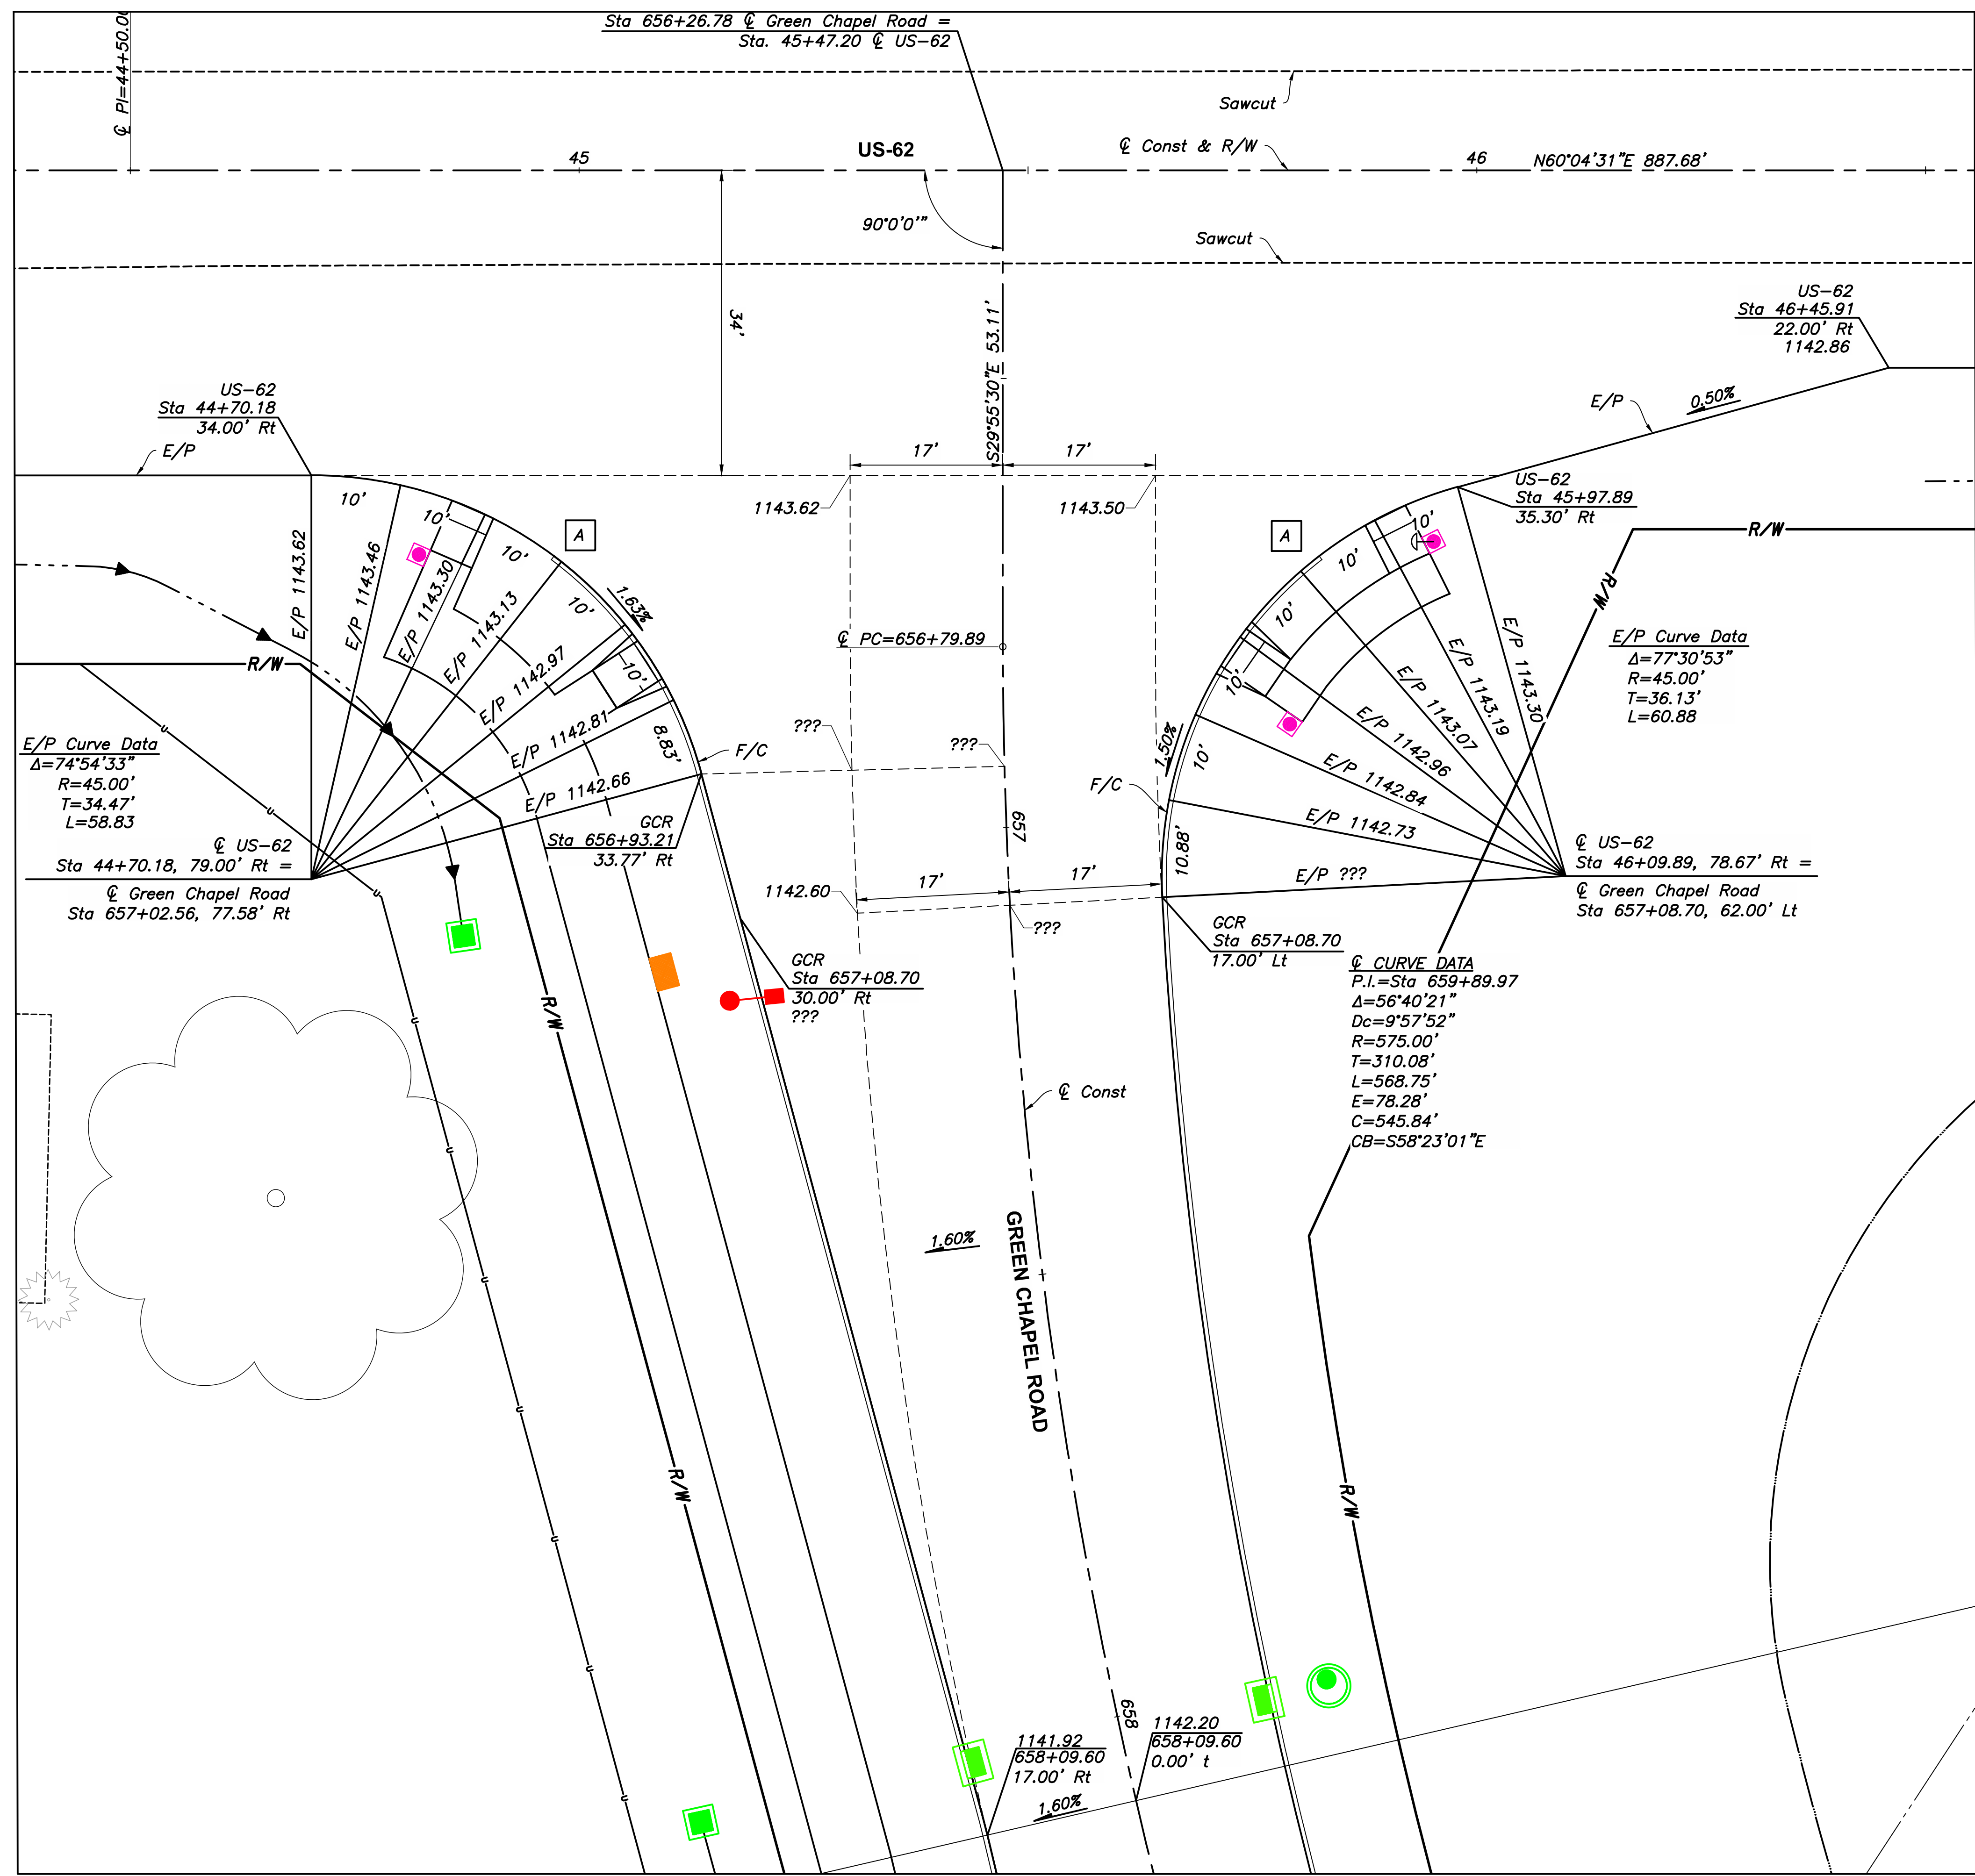 Sta 656+26.78 ℄ Green Chapel Road =
Sta. 45+47.20 ℄ US-62
℄ PI=44+50.00
Sawcut
℄ Const & R/W
45
US-62
46
N60°04'31"E 887.68'
90°0'0'"
Sawcut
34'
S29°55'30"E 53.11'
US-62
Sta 46+45.91
22.00' Rt
1142.86
0.50%
E/P
US-62
Sta 44+70.18
34.00' Rt
E/P
17'
17'
1143.62
1143.50
US-62
Sta 45+97.89
35.30' Rt
R/W
R/W
A
A
10'
10'
10'
10'
10'
8.83'
1.63%
E/P 1143.62
E/P 1143.46
E/P 1143.30
E/P 1143.13
E/P 1142.97
E/P 1142.81
E/P 1142.66
R/W
10'
10'
10'
10'
10'
10.88'
1.50%
E/P 1143.30
E/P 1143.19
E/P 1143.07
E/P 1142.96
E/P 1142.84
E/P 1142.73
E/P ???
℄ PC=656+79.89
E/P Curve Data
Δ=77°30'53"
R=45.00'
T=36.13'
L=60.88
E/P Curve Data
Δ=74°54'33"
R=45.00'
T=34.47'
L=58.83
???
???
F/C
F/C
657
℄ US-62
Sta 44+70.18, 79.00' Rt =
℄ Green Chapel Road
Sta 657+02.56, 77.58' Rt
GCR
Sta 656+93.21
33.77' Rt
1142.60
17'
17'
???
℄ US-62
Sta 46+09.89, 78.67' Rt =
℄ Green Chapel Road
Sta 657+08.70, 62.00' Lt
GCR
Sta 657+08.70
17.00' Lt
GCR
Sta 657+08.70
30.00' Rt
???
℄ CURVE DATA
P.I.=Sta 659+89.97
Δ=56°40'21"
Dc=9°57'52"
R=575.00'
T=310.08'
L=568.75'
E=78.28'
C=545.84'
CB=S58°23'01"E
R/W
℄ Const
1.60%
GREEN CHAPEL ROAD
R/W
R/W
658
1141.92
658+09.60
17.00' Rt
1142.20
658+09.60
0.00' t
1.60%